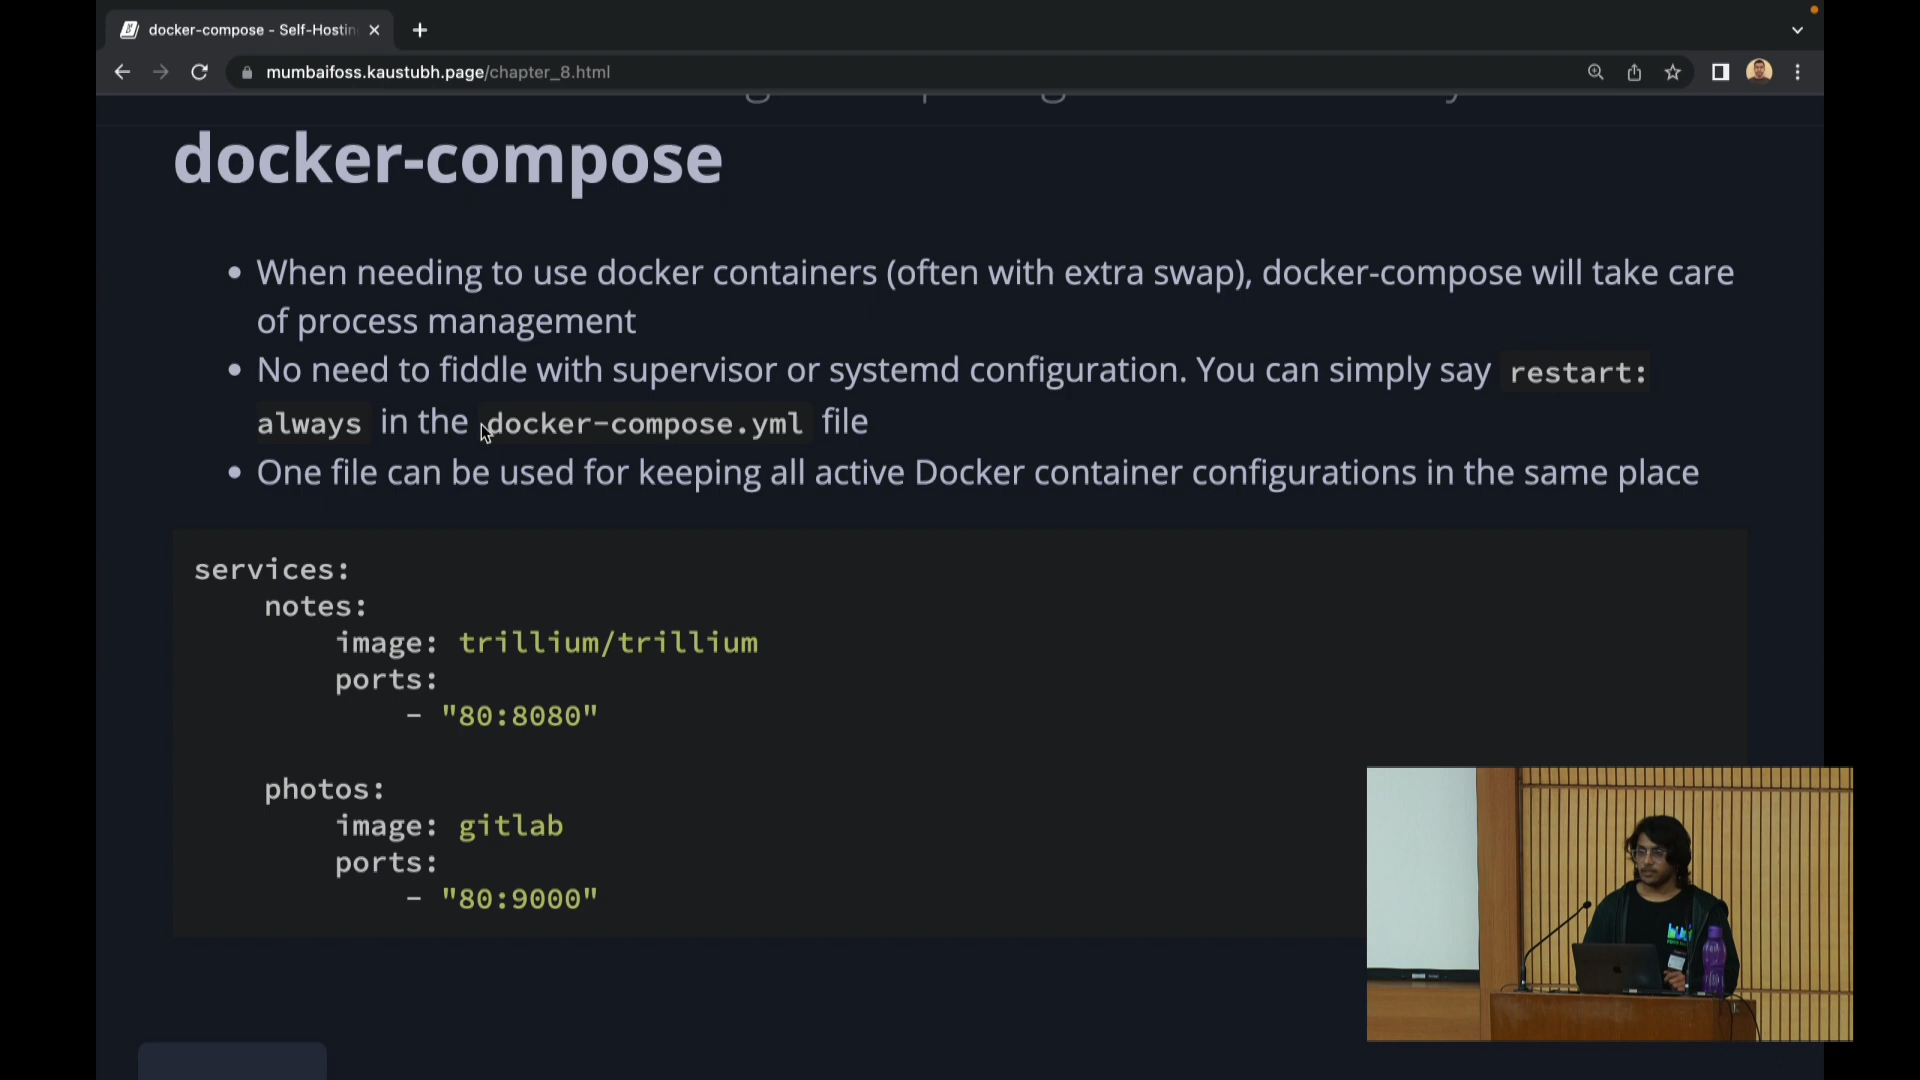 docker-compose - Self-Hostin
mumbaifoss.kaustubh.page/chapter_8.html
docker-compose
• When needing to use docker containers (often with extra swap), docker-compose will take care
of process management
• No need to fiddle with supervisor or systemd configuration. You can simply say restart:
always in the docker-compose.yml file
• One file can be used for keeping all active Docker container configurations in the same place
services:
notes:
image: trillium/trillium
ports:
- "80:8080"
photos:
image: gitlab
ports:
- "80:9000"